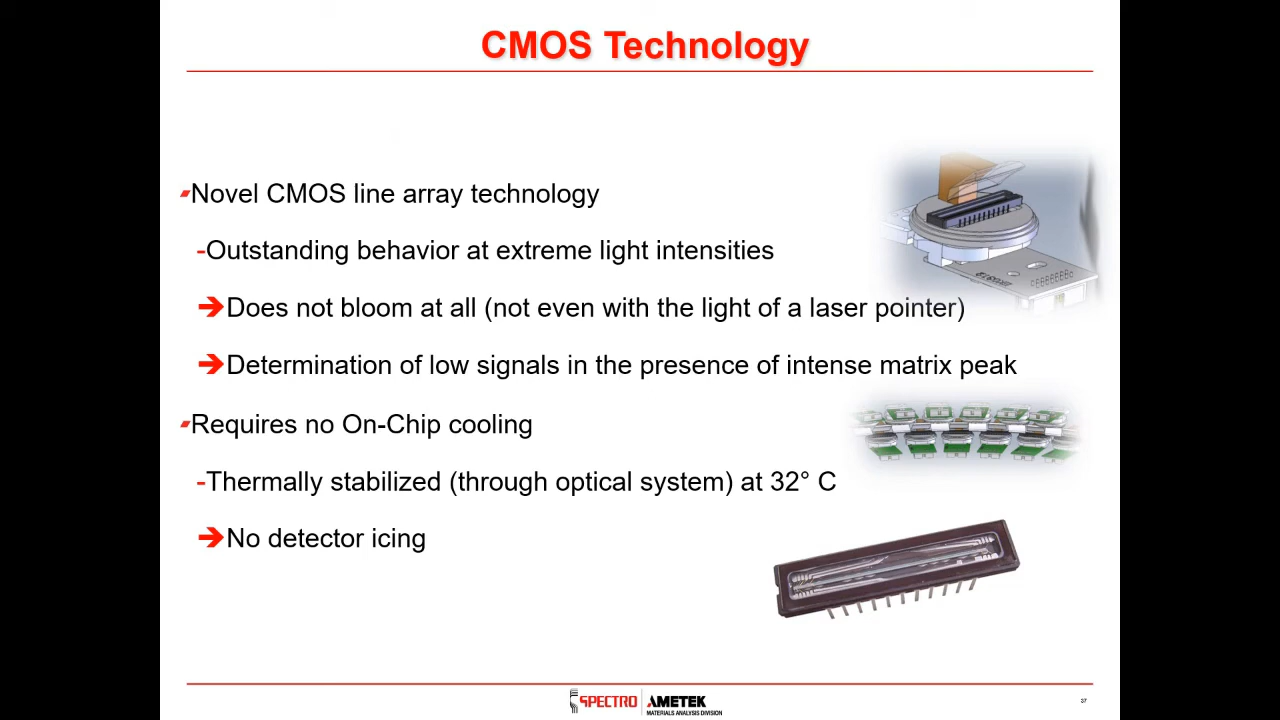 CMOS Technology
Novel CMOS line array technology
-Outstanding behavior at extreme light intensities
➔Does not bloom at all (not even with the light of a laser pointer)
➔Determination of low signals in the presence of intense matrix peak
Requires no On-Chip cooling
-Thermally stabilized (through optical system) at 32° C
➔No detector icing
SPECTRO
AMETEK
MATERIALS ANALYSIS DIVISION
37